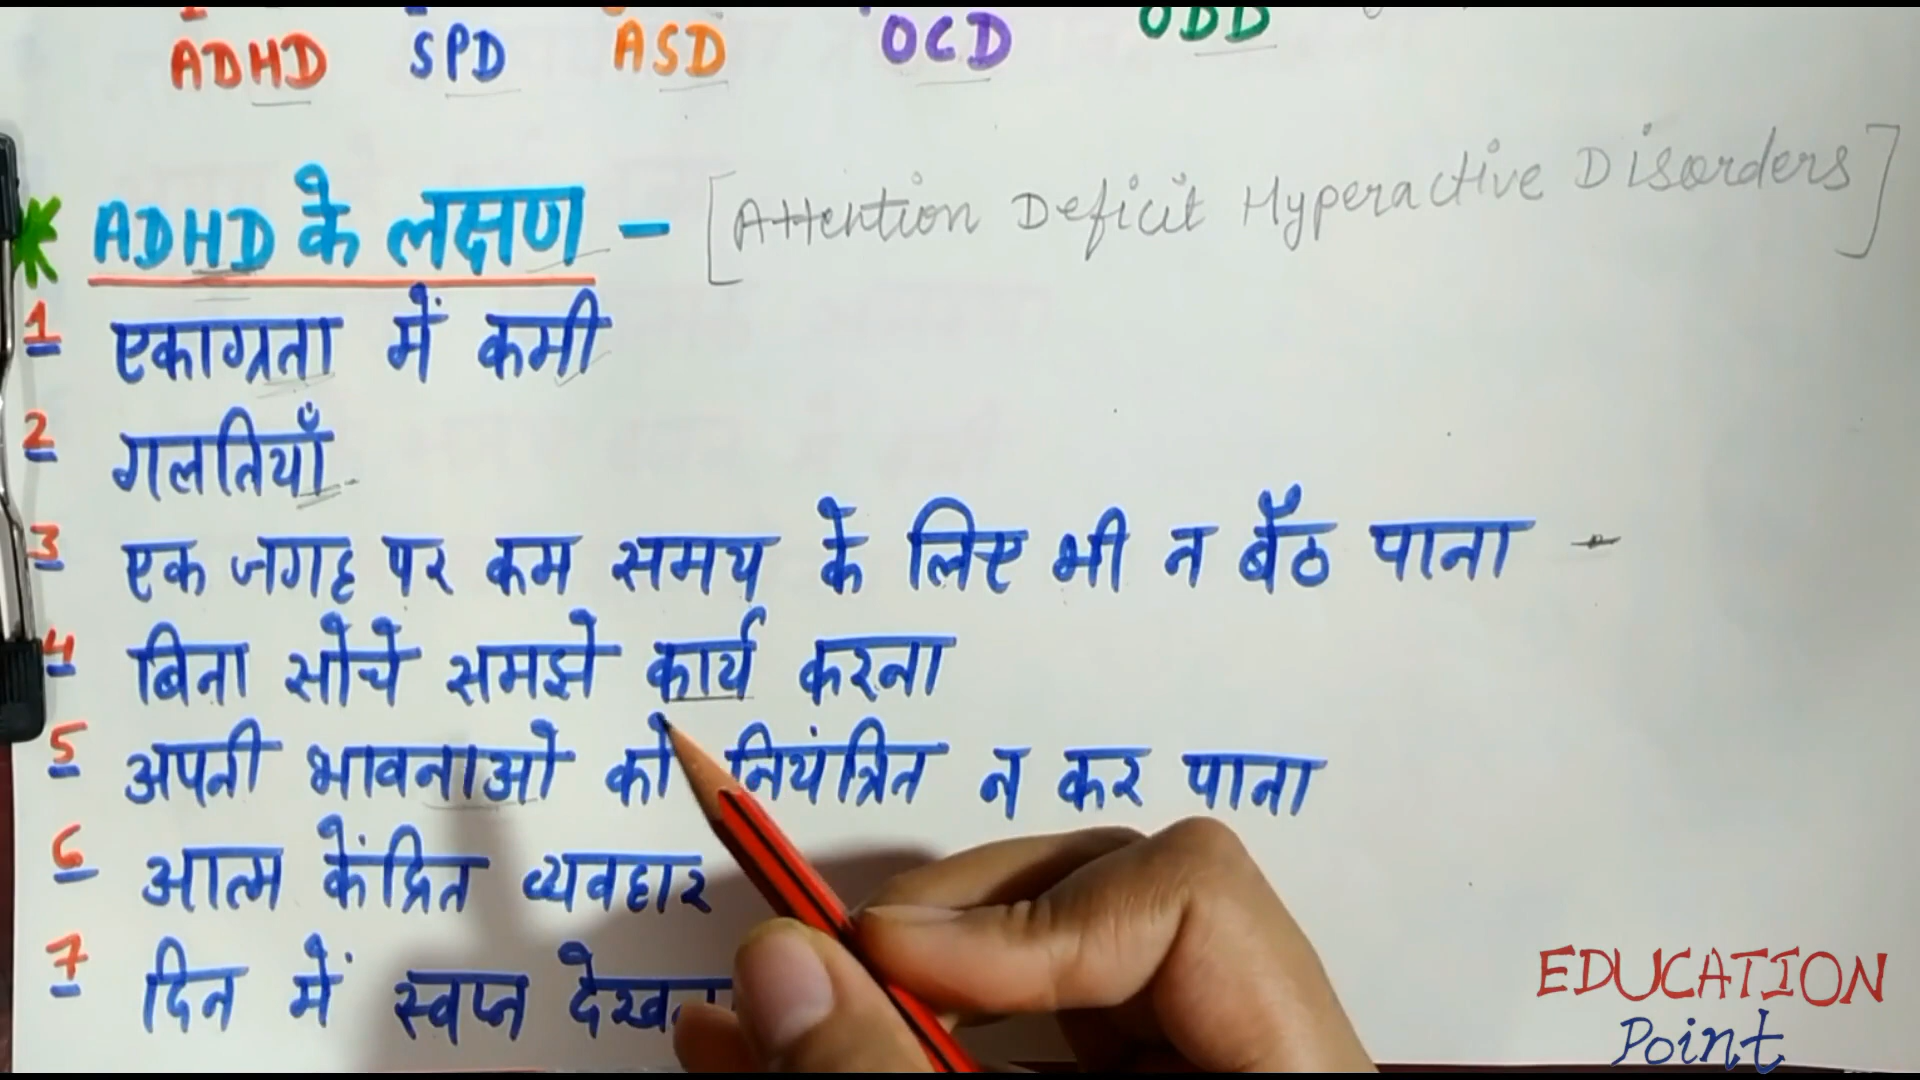 ADHD SPD ASD OCD ODD
* ADHD के लक्षण - [Attention Deficit Hyperactive Disorders]
1 एकाग्रता में कमी
2 गलतियाँ
3 एक जगह पर कम समय के लिए भी न बैठ पाना -
4 बिना सोचे समझे कार्य करना
5 अपनी भावनाओ को नियंत्रित न कर पाना
6 आत्म केंद्रित व्यवहार
7 दिन में स्वप्न
EDUCATION
Point